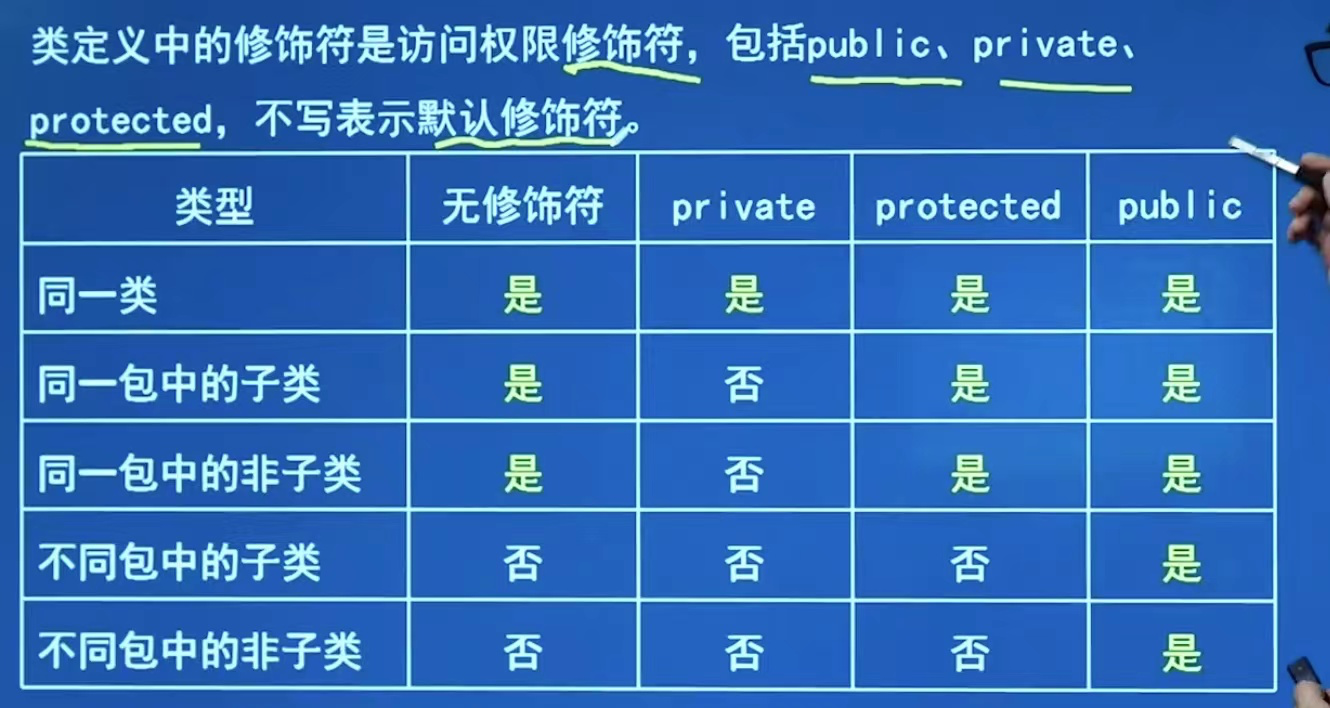 类定义中的修饰符是访问权限修饰符，包括public、private、
protected，不写表示默认修饰符。
类型 无修饰符 private protected public
同一类 是 是 是 是
同一包中的子类 是 否 是 是
同一包中的非子类 是 否 是 是
不同包中的子类 否 否 否 是
不同包中的非子类 否 否 否 是